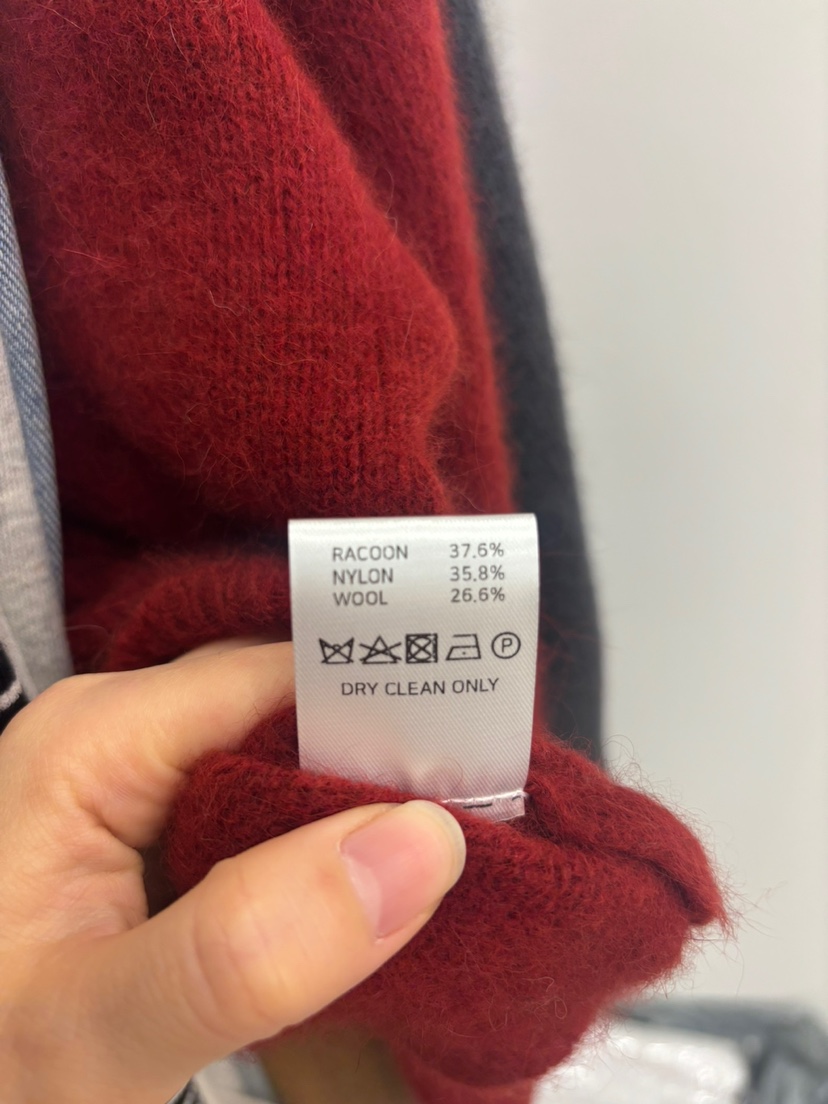 RACOON 37.6%
NYLON 35.8%
WOOL 26.6%
P
DRY CLEAN ONLY